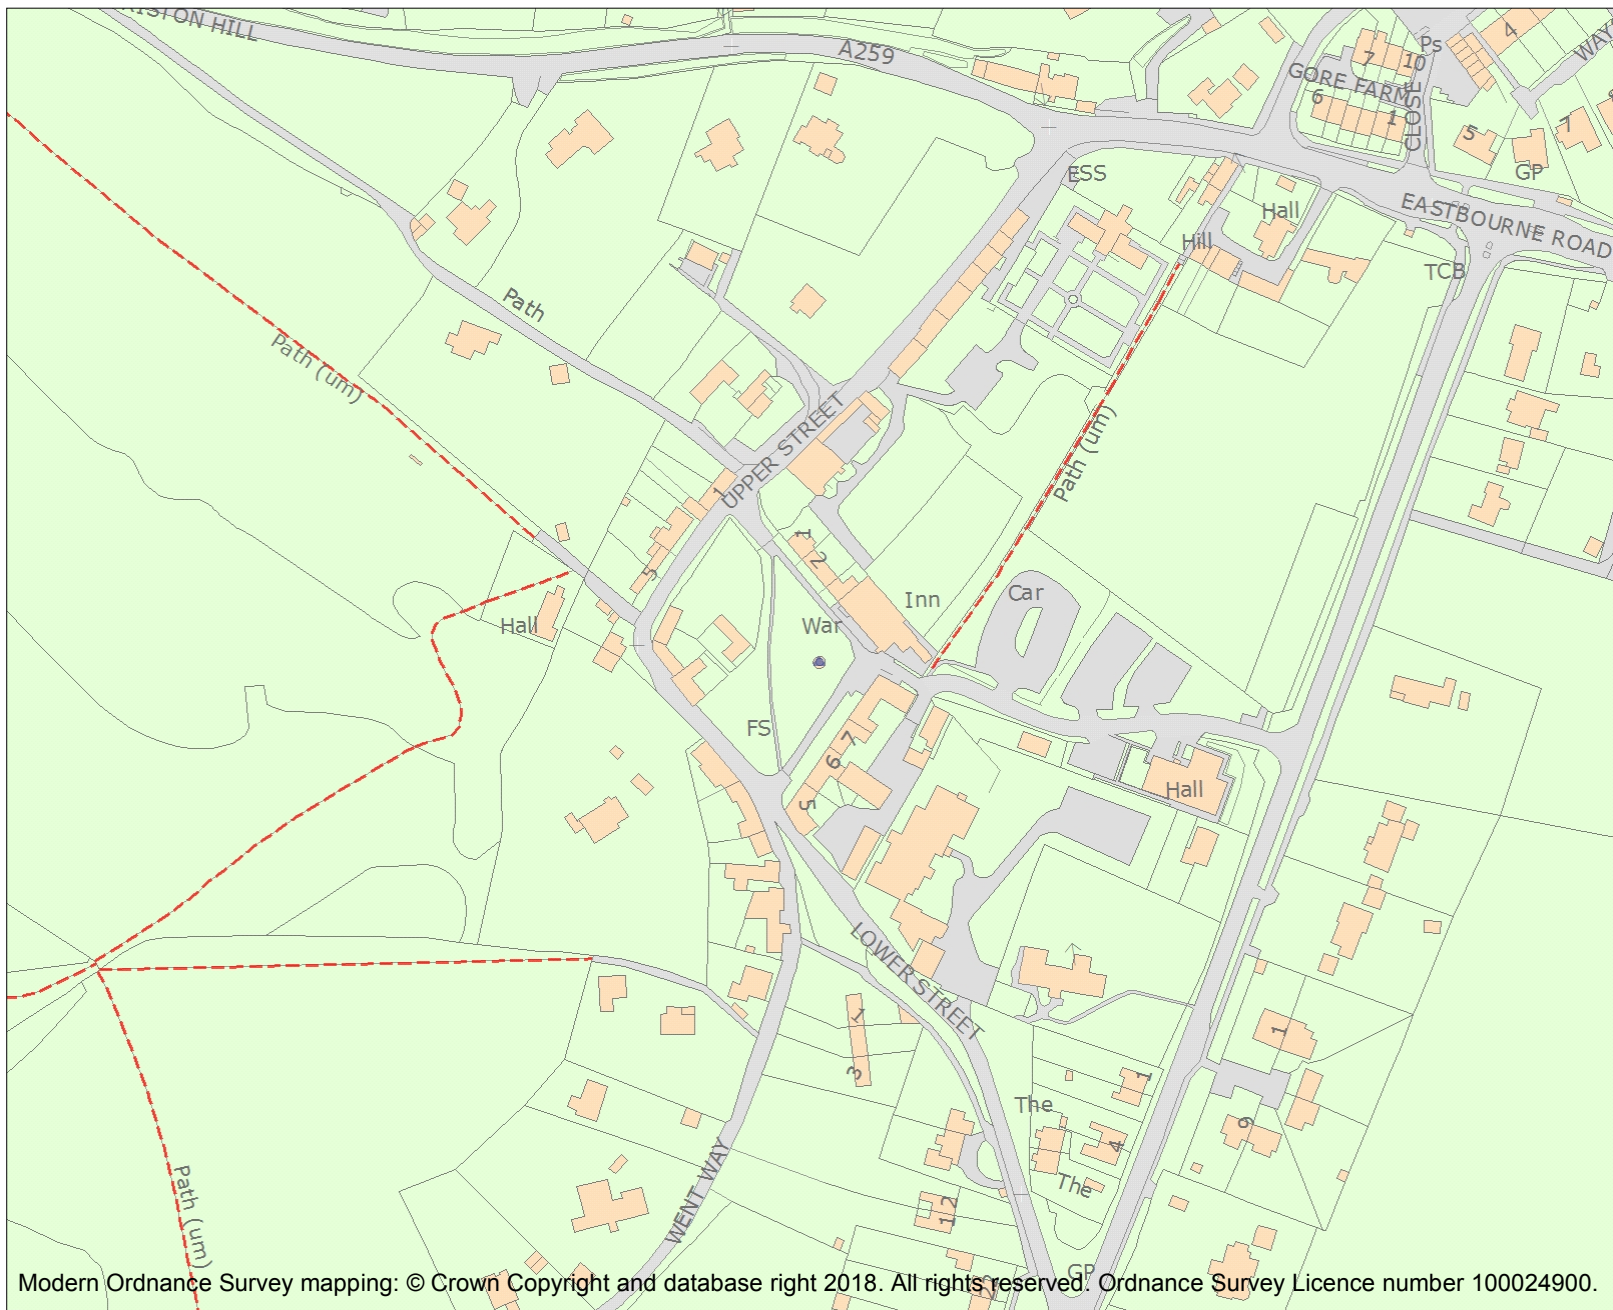 RISTON HILL
A259
4
Ps
WAY
7
10
GORE FARM
CLOSE
6
1
5
7
GP
ESS
Hall
EASTBOURNE ROAD
Hill
TCB
Path
Path (um)
UPPER STREET
1
Path (um)
1
2
5
Inn
Car
Hall
War
FS
7
6
5
Hall
LOWER STREET
1
3
1
1
The
9
4
The
Path (um)
WENT WAY
12
GP
Modern Ordnance Survey mapping: © Crown Copyright and database right 2018. All rights reserved. Ordnance Survey Licence number 100024900.